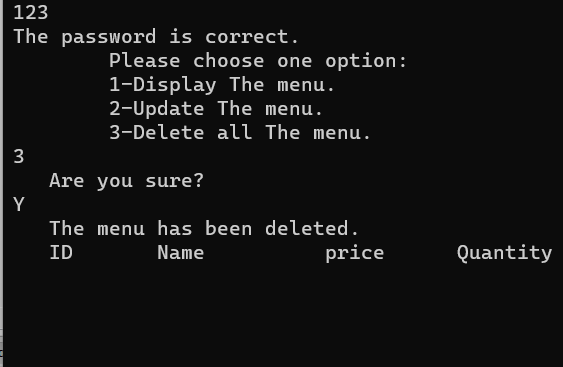 123
The password is correct.
Please choose one option:
1-Display The menu.
2-Update The menu.
3-Delete all The menu.
3
Are you sure?
Y
The menu has been deleted.
ID Name price Quantity